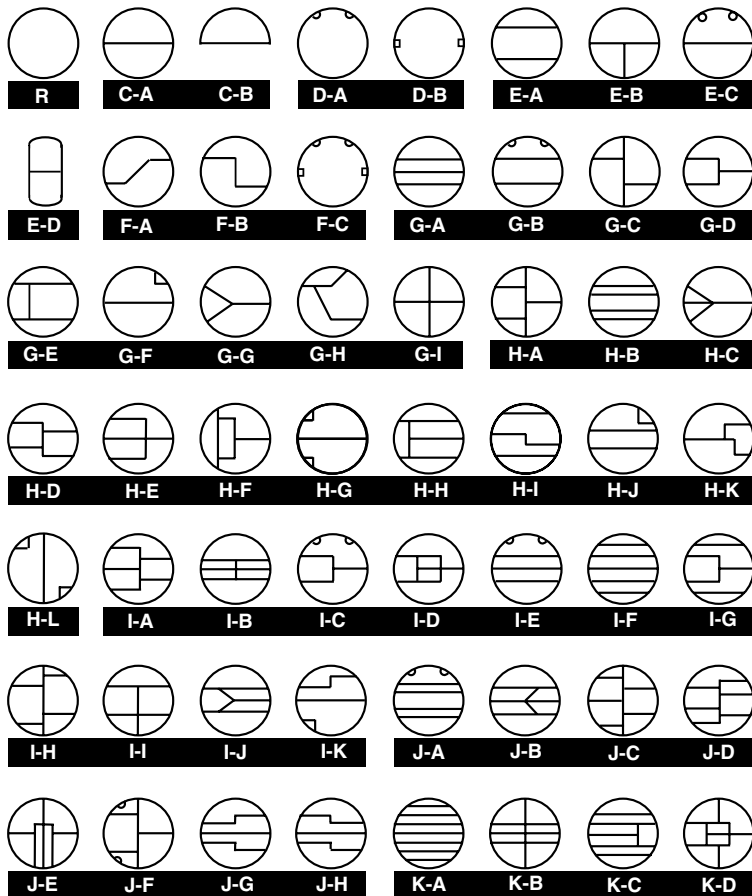 R C-A C-B D-A D-B E-A E-B E-C
E-D F-A F-B F-C G-A G-B G-C G-D
G-E G-F G-G G-H G-I H-A H-B H-C
H-D H-E H-F H-G H-H H-I H-J H-K
H-L I-A I-B I-C I-D I-E I-F I-G
I-H I-I I-J I-K J-A J-B J-C J-D
J-E J-F J-G J-H K-A K-B K-C K-D